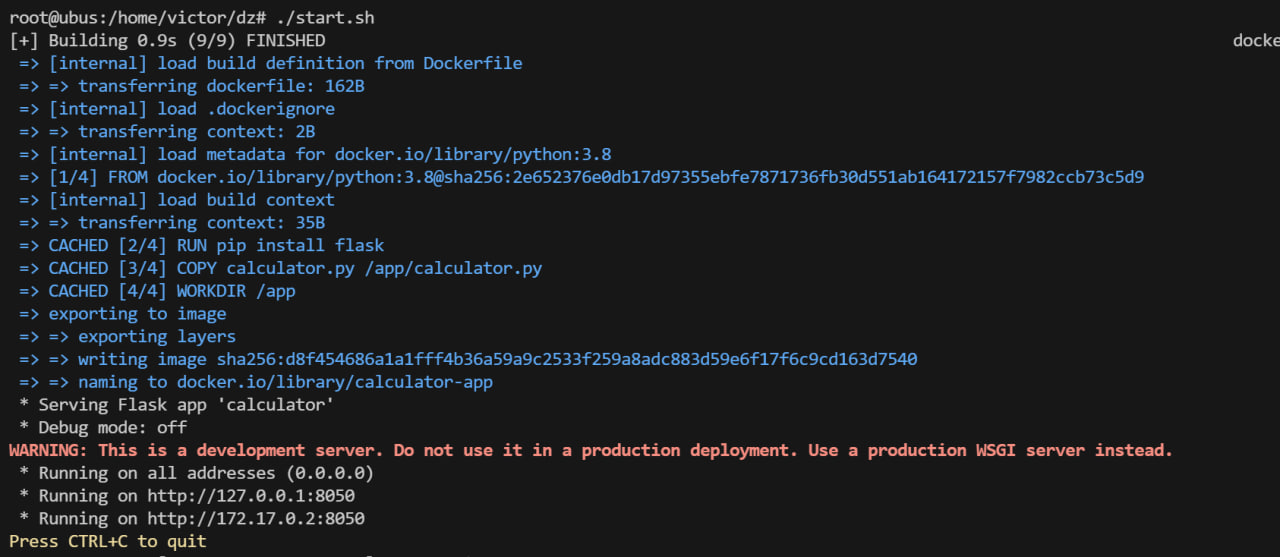 root@ubus:/home/victor/dz# ./start.sh
[+] Building 0.9s (9/9) FINISHED docke
=> [internal] load build definition from Dockerfile
=> => transferring dockerfile: 162B
=> [internal] load .dockerignore
=> => transferring context: 2B
=> [internal] load metadata for docker.io/library/python:3.8
=> [1/4] FROM docker.io/library/python:3.8@sha256:2e652376e0db17d97355ebfe7871736fb30d551ab164172157f7982ccb73c5d9
=> [internal] load build context
=> => transferring context: 35B
=> CACHED [2/4] RUN pip install flask
=> CACHED [3/4] COPY calculator.py /app/calculator.py
=> CACHED [4/4] WORKDIR /app
=> exporting to image
=> => exporting layers
=> => writing image sha256:d8f454686a1a1fff4b36a59a9c2533f259a8adc883d59e6f17f6c9cd163d7540
=> => naming to docker.io/library/calculator-app
* Serving Flask app 'calculator'
* Debug mode: off
WARNING: This is a development server. Do not use it in a production deployment. Use a production WSGI server instead.
* Running on all addresses (0.0.0.0)
* Running on http://127.0.0.1:8050
* Running on http://172.17.0.2:8050
Press CTRL+C to quit